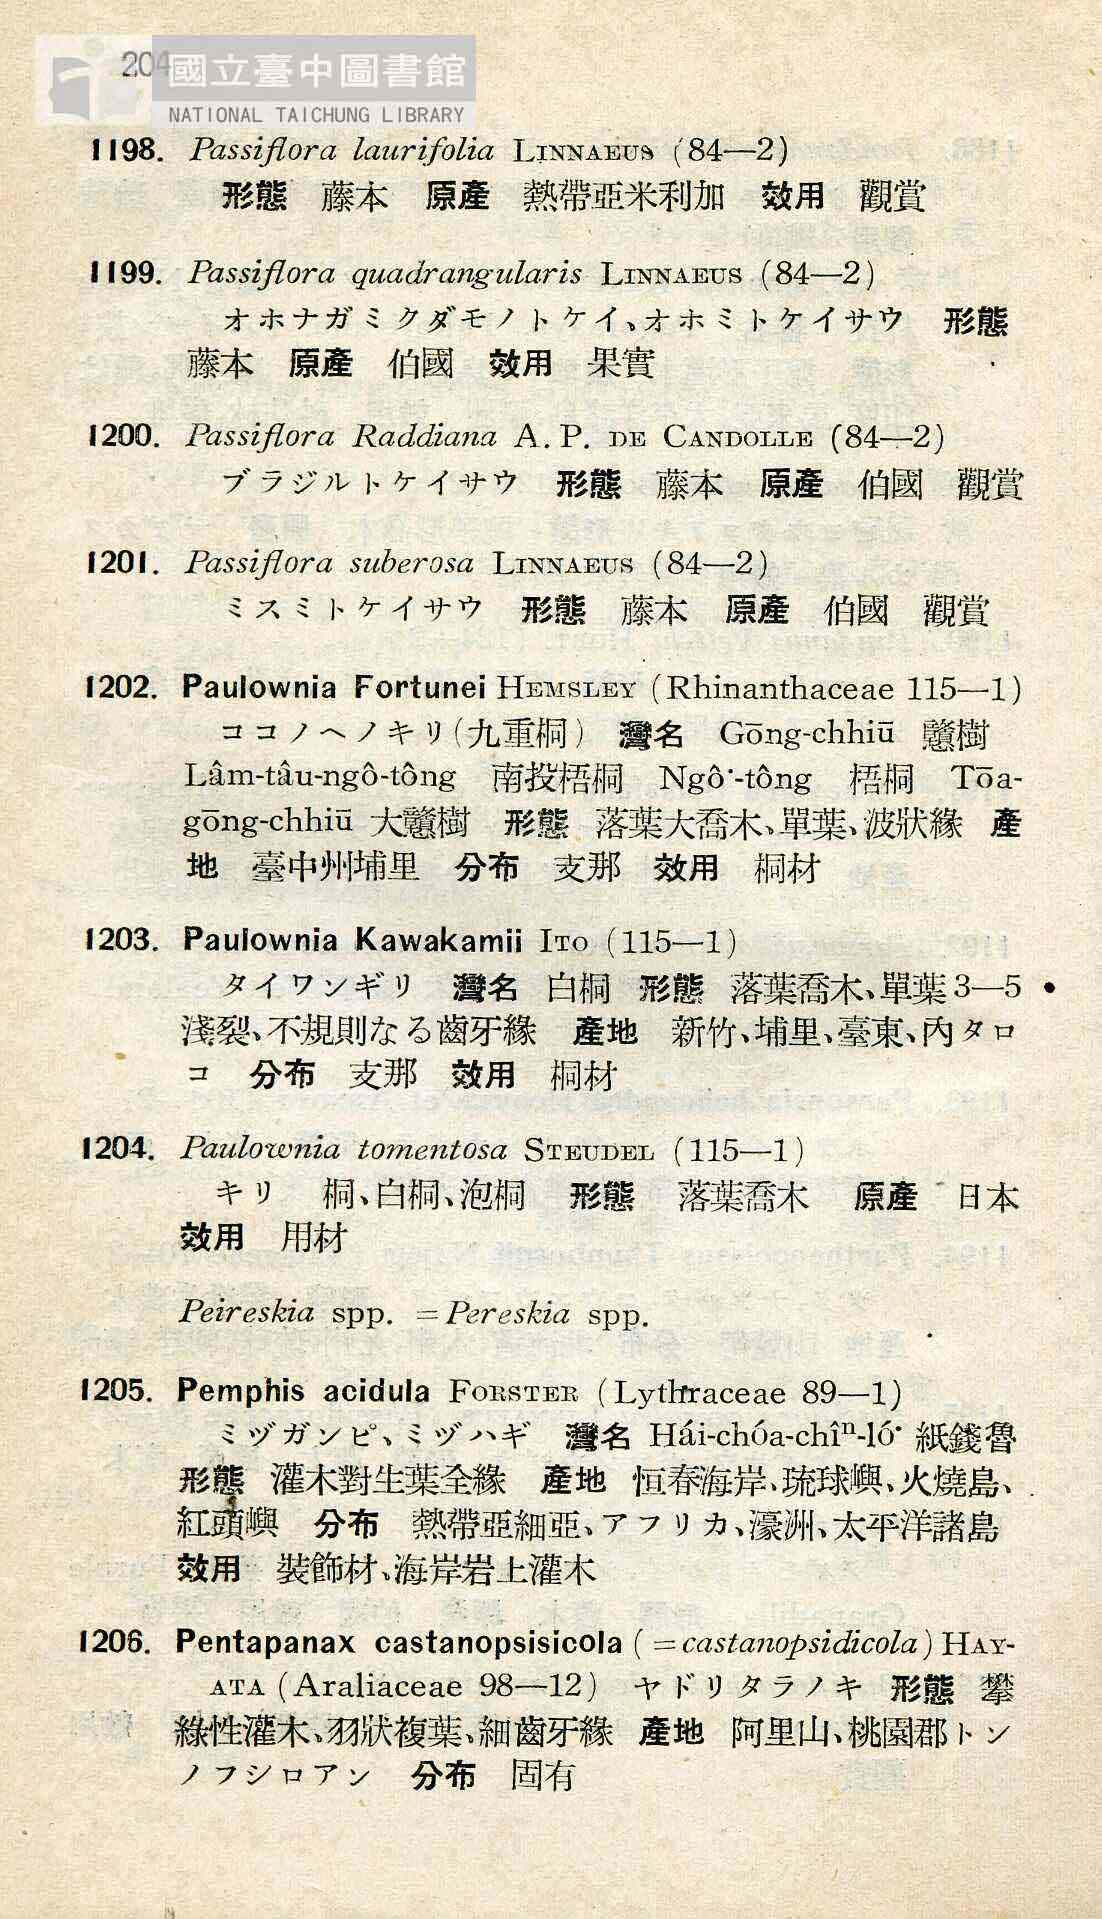 204
國立臺中圖書館
NATIONAL TAICHUNG LIBRARY
1198. Passiflora laurifolia LINNAEUS (84—2)
形態 藤本 原產 熱帶亞米利加 效用 觀賞
1199. Passiflora quadrangularis LINNAEUS (84—2)
オホナガミクダモノトケイ、オホミトケイサウ 形態
藤本 原產 伯國 效用 果實
1200. Passiflora Raddiana A. P. DE CANDOLLE (84—2)
ブラジルトケイサウ 形態 藤本 原產 伯國 觀賞
1201. Passiflora suberosa LINNAEUS (84—2)
ミスミトケイサウ 形態 藤本 原產 伯國 觀賞
1202. Paulownia Fortunei HEMSLEY (Rhinanthaceae 115—1)
ココノヘノキリ(九重桐) 灣名 Gōng-chhiū 戇樹
Lâm-tâu-ngô-tông 南投梧桐 Ngô·-tông 梧桐 Tōa-
gōng-chhiū 大戇樹 形態 落葉大喬木、單葉、波狀緣 產
地 臺中州埔里 分布 支那 效用 桐材
1203. Paulownia Kawakamii ITO (115—1)
タイワンギリ 灣名 白桐 形態 落葉喬木、單葉3—5
淺裂、不規則なる齒牙緣 產地 新竹、埔里、臺東、內タロ
コ 分布 支那 效用 桐材
1204. Paulownia tomentosa STEUDEL (115—1)
キリ 桐、白桐、泡桐 形態 落葉喬木 原產 日本
效用 用材
Peireskia spp. = Pereskia spp.
1205. Pemphis acidula FORSTER (Lythraceae 89—1)
ミヅガンピ、ミヅハギ 灣名 Hái-chóa-chîⁿ-ló· 紙錢魯
形態 灌木對生葉全緣 產地 恒春海岸、琉球嶼、火燒島、
紅頭嶼 分布 熱帶亞細亞、アフリカ、濠洲、太平洋諸島
效用 裝飾材、海岸岩上灌木
1206. Pentapanax castanopsisicola (=castanopsidicola) HAY-
ATA (Araliaceae 98—12) ヤドリタラノキ 形態 攀
綠性灌木、羽狀複葉、細齒牙緣 產地 阿里山、桃園郡トン
ノフシロアン 分布 固有